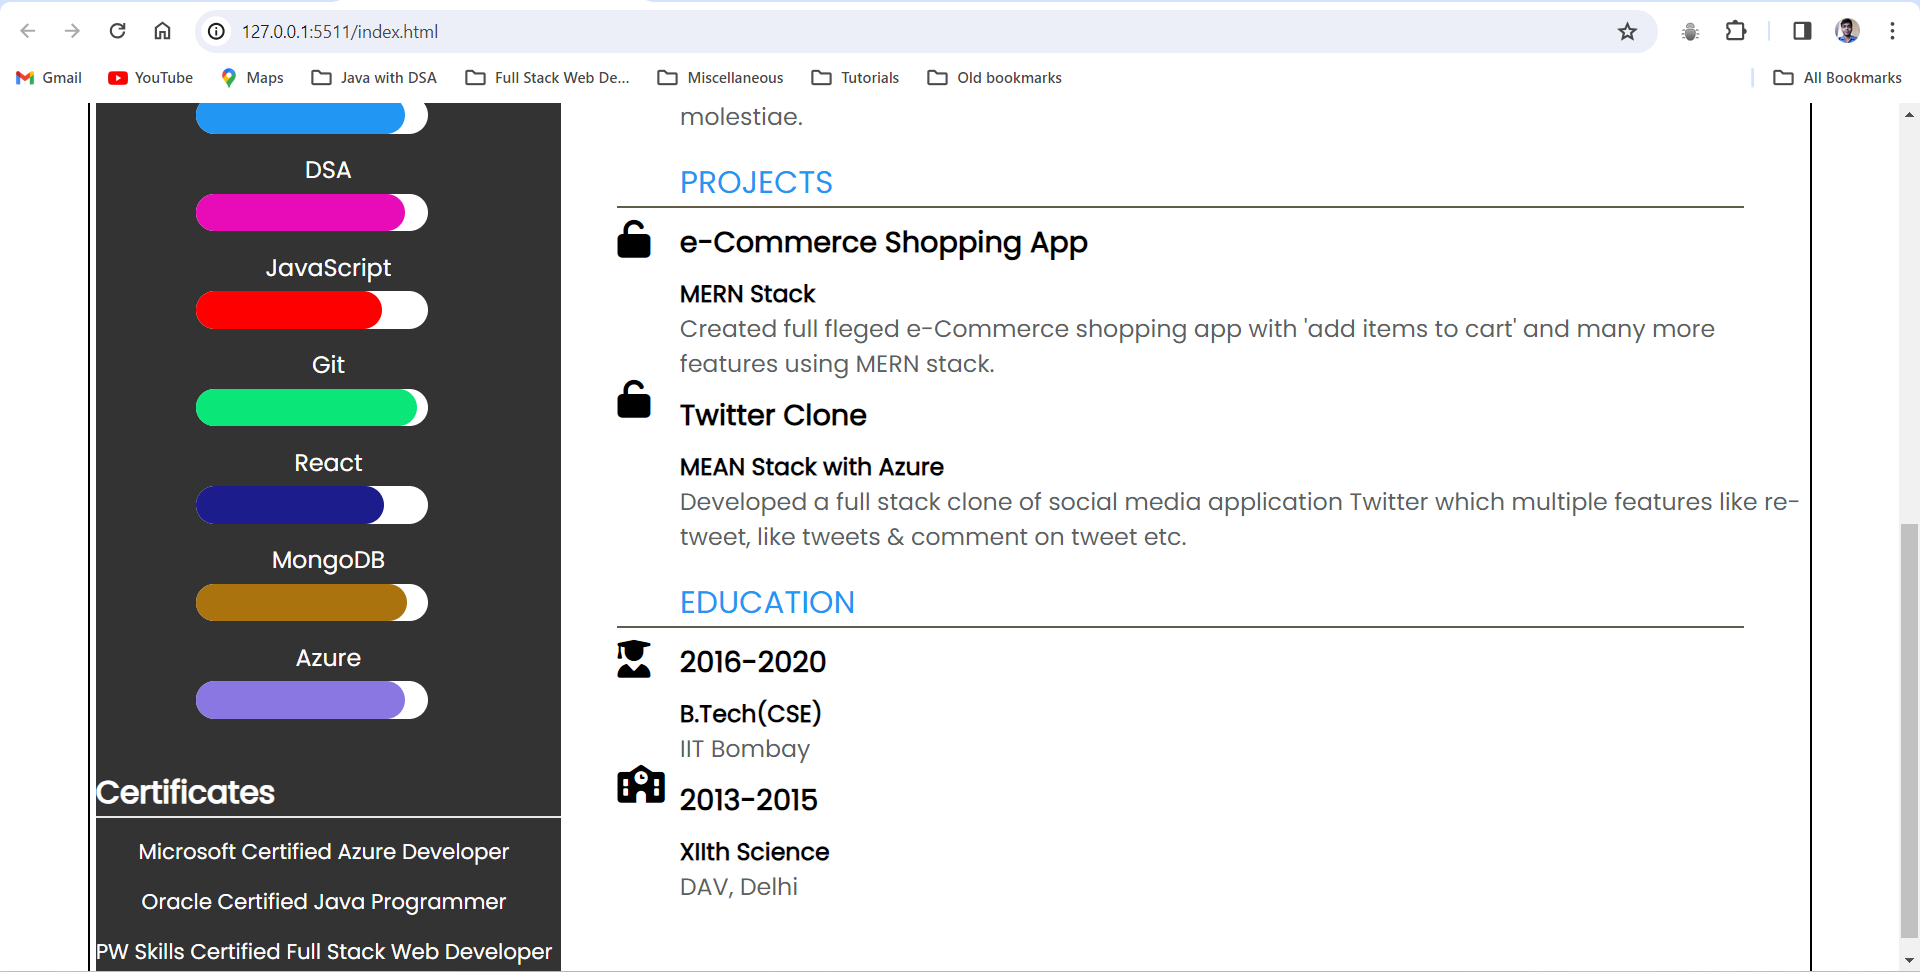 127.0.0.1:5511/index.html
Gmail
YouTube
Maps
Java with DSA
Full Stack Web De...
Miscellaneous
Tutorials
Old bookmarks
All Bookmarks
DSA
JavaScript
Git
React
MongoDB
Azure
Certificates
Microsoft Certified Azure Developer
Oracle Certified Java Programmer
PW Skills Certified Full Stack Web Developer
molestiae.
PROJECTS
e-Commerce Shopping App
MERN Stack
Created full fleged e-Commerce shopping app with 'add items to cart' and many more
features using MERN stack.
Twitter Clone
MEAN Stack with Azure
Developed a full stack clone of social media application Twitter which multiple features like re-
tweet, like tweets & comment on tweet etc.
EDUCATION
2016-2020
B.Tech(CSE)
IIT Bombay
2013-2015
XIIth Science
DAV, Delhi